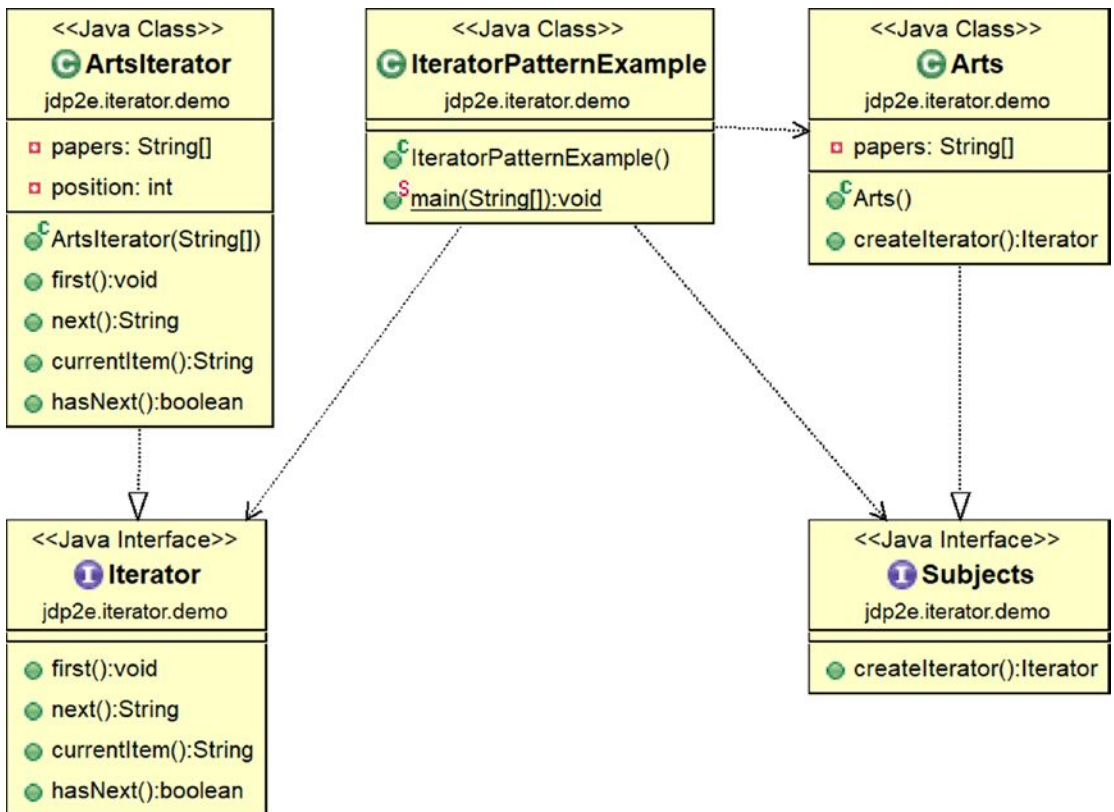 <<Java Class>>
ArtsIterator
jdp2e.iterator.demo
papers: String[]
position: int
ArtsIterator(String[])
first():void
next():String
currentItem():String
hasNext():boolean
<<Java Class>>
IteratorPatternExample
jdp2e.iterator.demo
IteratorPatternExample()
main(String[]):void
<<Java Class>>
Arts
jdp2e.iterator.demo
papers: String[]
Arts()
createIterator():Iterator
<<Java Interface>>
Iterator
jdp2e.iterator.demo
first():void
next():String
currentItem():String
hasNext():boolean
<<Java Interface>>
Subjects
jdp2e.iterator.demo
createIterator():Iterator